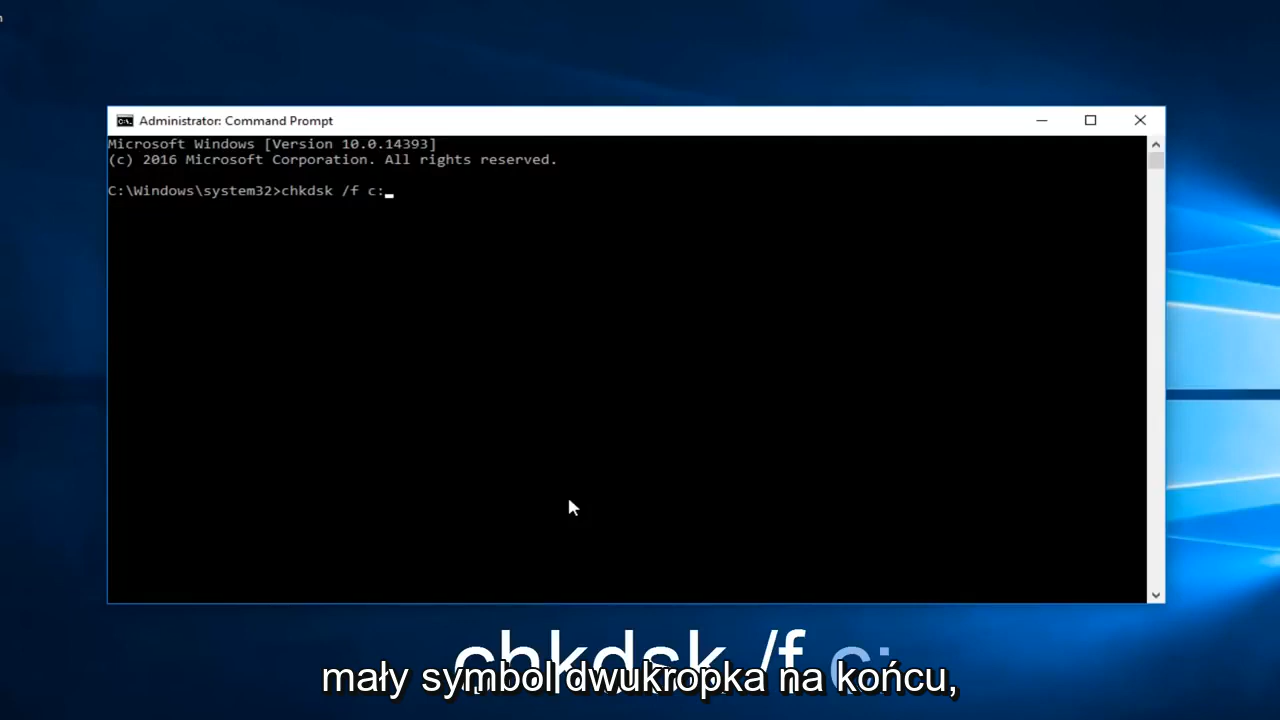 Administrator: Command Prompt
Microsoft Windows [Version 10.0.14393]
(c) 2016 Microsoft Corporation. All rights reserved.
C:\Windows\system32>chkdsk /f c:
chkdsk /f c:
mały symbol dwukropka na końcu,